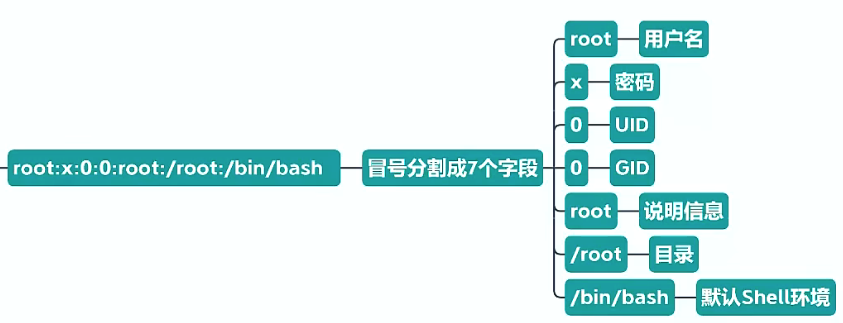 root:x:0:0:root:/root:/bin/bash
冒号分割成7个字段
root 用户名
x 密码
0 UID
0 GID
root 说明信息
/root 目录
/bin/bash 默认Shell环境